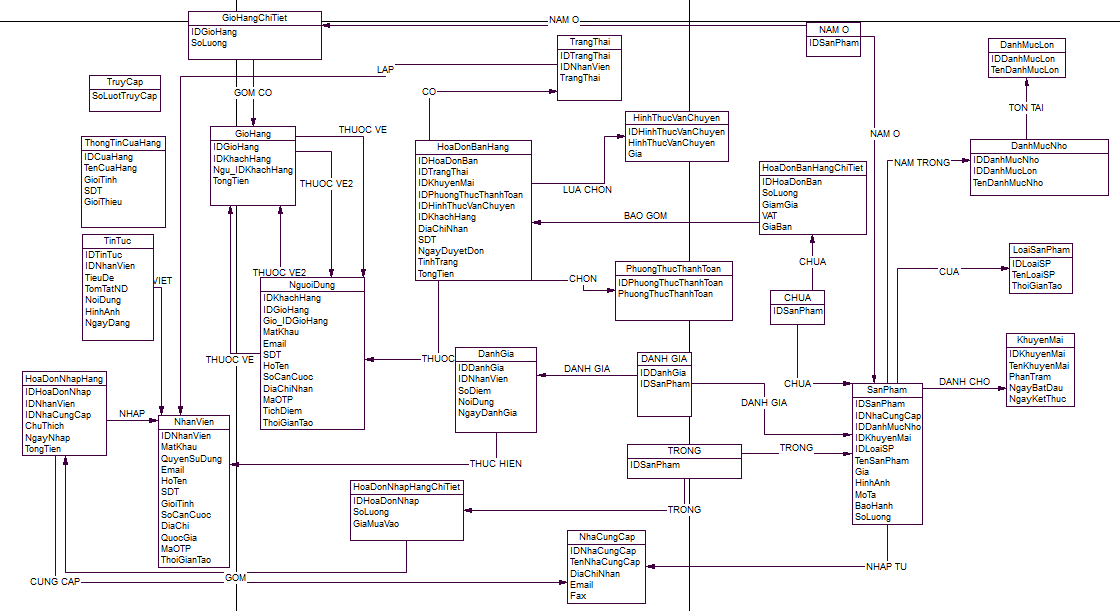 GioHangChiTiet
IDGioHang
SoLuong
NAM O
NAM O
IDSanPham
TrangThai
IDTrangThai
IDNhanVien
TrangThai
DanhMucLon
IDDanhMucLon
TenDanhMucLon
LAP
TruyCap
SoLuotTruyCap
GOM CO
CO
TON TAI
HinhThucVanChuyen
IDHinhThucVanChuyen
HinhThucVanChuyen
Gia
GioHang
IDGioHang
IDKhachHang
Ngu_IDKhachHang
TongTien
THUOC VE
NAM O
ThongTinCuaHang
IDCuaHang
TenCuaHang
GioiTinh
SDT
GioiThieu
HoaDonBanHang
IDHoaDonBan
IDTrangThai
IDKhuyenMai
IDPhuongThucThanhToan
IDHinhThucVanChuyen
IDKhachHang
DiaChiNhan
SDT
NgayDuyetDon
TinhTrang
TongTien
DanhMucNho
IDDanhMucNho
IDDanhMucLon
TenDanhMucNho
NAM TRONG
HoaDonBanHangChiTiet
IDHoaDonBan
SoLuong
GiamGia
VAT
GiaBan
THUOC VE2
LUA CHON
BAO GOM
TinTuc
IDTinTuc
IDNhanVien
TieuDe
TomTatND
NoiDung
HinhAnh
NgayDang
VIET
LoaiSanPham
IDLoaiSP
TenLoaiSP
ThoiGianTao
CHUA
PhuongThucThanhToan
IDPhuongThucThanhToan
PhuongThucThanhToan
THUOC VE2
CHON
CUA
NguoiDung
IDKhachHang
IDGioHang
Gio_IDGioHang
MatKhau
Email
SDT
HoTen
SoCanCuoc
DiaChiNhan
MaOTP
TichDiem
ThoiGianTao
CHUA
IDSanPham
KhuyenMai
IDKhuyenMai
TenKhuyenMai
PhanTram
NgayBatDau
NgayKetThuc
THUOC VE
THUOC
DanhGia
IDDanhGia
IDNhanVien
SoDiem
NoiDung
NgayDanhGia
DANH GIA
DANH GIA
IDDanhGia
IDSanPham
CHUA
DANH CHO
HoaDonNhapHang
IDHoaDonNhap
IDNhanVien
IDNhaCungCap
ChuThich
NgayNhap
TongTien
NHAP
SanPham
IDSanPham
IDNhaCungCap
IDDanhMucNho
IDKhuyenMai
IDLoaiSP
TenSanPham
Gia
HinhAnh
MoTa
BaoHanh
SoLuong
DANH GIA
NhanVien
IDNhanVien
MatKhau
QuyenSuDung
Email
HoTen
SDT
GioiTinh
SoCanCuoc
DiaChi
QuocGia
MaOTP
ThoiGianTao
TRONG
IDSanPham
TRONG
THUC HIEN
HoaDonNhapHangChiTiet
IDHoaDonNhap
SoLuong
GiaMuaVao
TRONG
NhaCungCap
IDNhaCungCap
TenNhaCungCap
DiaChiNhan
Email
Fax
NHAP TU
CUNG CAP
GOM